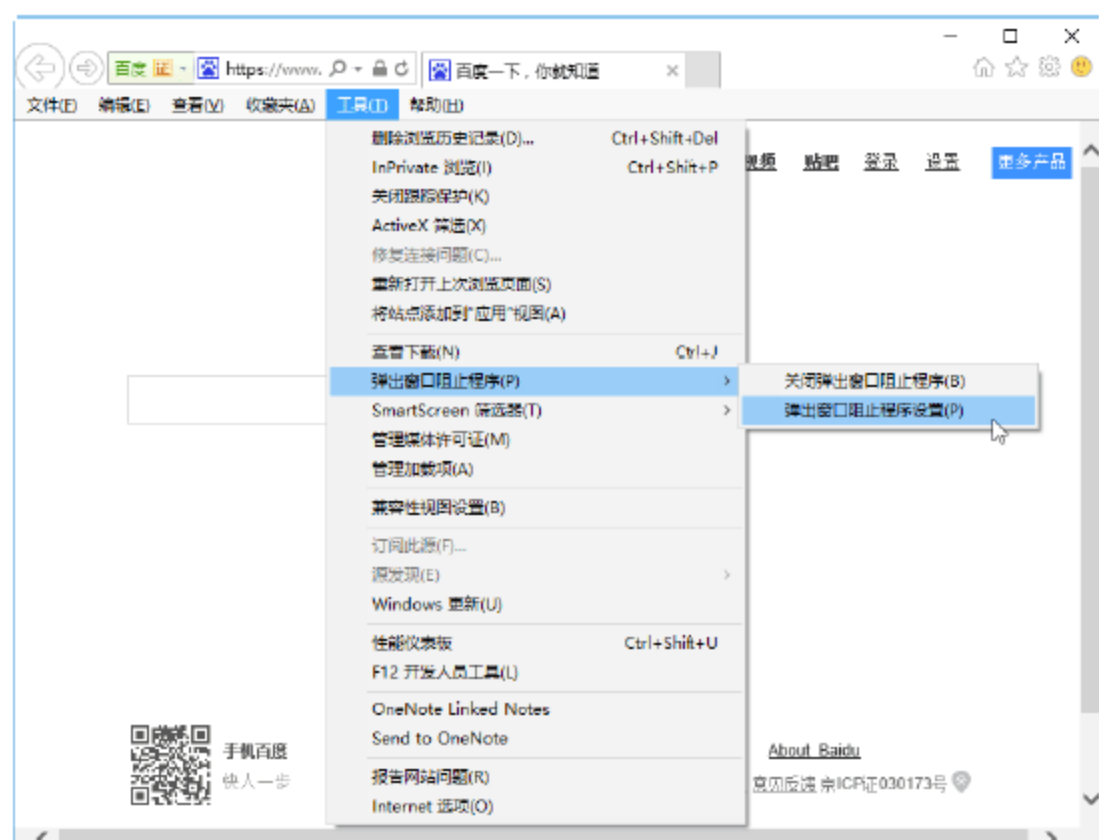 百度 证 https://www. 百度一下，你就知道
文件(F) 编辑(E) 查看(V) 收藏夹(A) 工具(T) 帮助(H)
删除浏览历史记录(D)... Ctrl+Shift+Del
InPrivate 浏览(I) Ctrl+Shift+P
视频 贴吧 登录 设置 更多产品
关闭跟踪保护(K)
ActiveX 筛选(X)
修复连接问题(C)...
重新打开上次浏览页面(S)
将站点添加到"应用"视图(A)
查看下载(N) Ctrl+J
弹出窗口阻止程序(P)
关闭弹出窗口阻止程序(B)
SmartScreen 筛选器(T)
弹出窗口阻止程序设置(P)
管理媒体许可证(M)
管理加载项(A)
兼容性视图设置(B)
订阅此源(F)...
源发现(E)
Windows 更新(U)
性能仪表板 Ctrl+Shift+U
F12 开发人员工具(L)
OneNote Linked Notes
Send to OneNote
报告网站问题(R)
Internet 选项(O)
手机百度
快人一步
About Baidu
意见反馈 京ICP证030173号